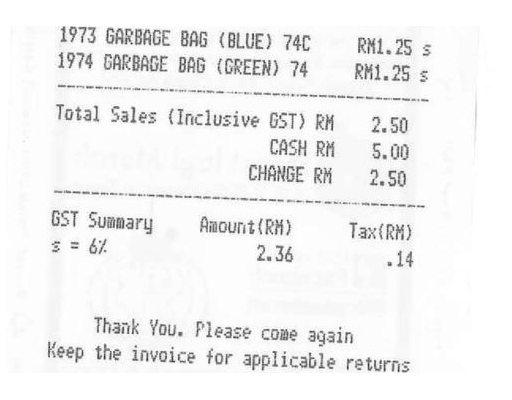 1973 GARBAGE BAG (BLUE) 74C RM1.25 s
1974 GARBAGE BAG (GREEN) 74 RM1.25 s
Total Sales (Inclusive GST) RM 2.50
CASH RM 5.00
CHANGE RM 2.50
GST Summary Amount(RM) Tax(RM)
s = 6% 2.36 .14
Thank You. Please come again
Keep the invoice for applicable returns